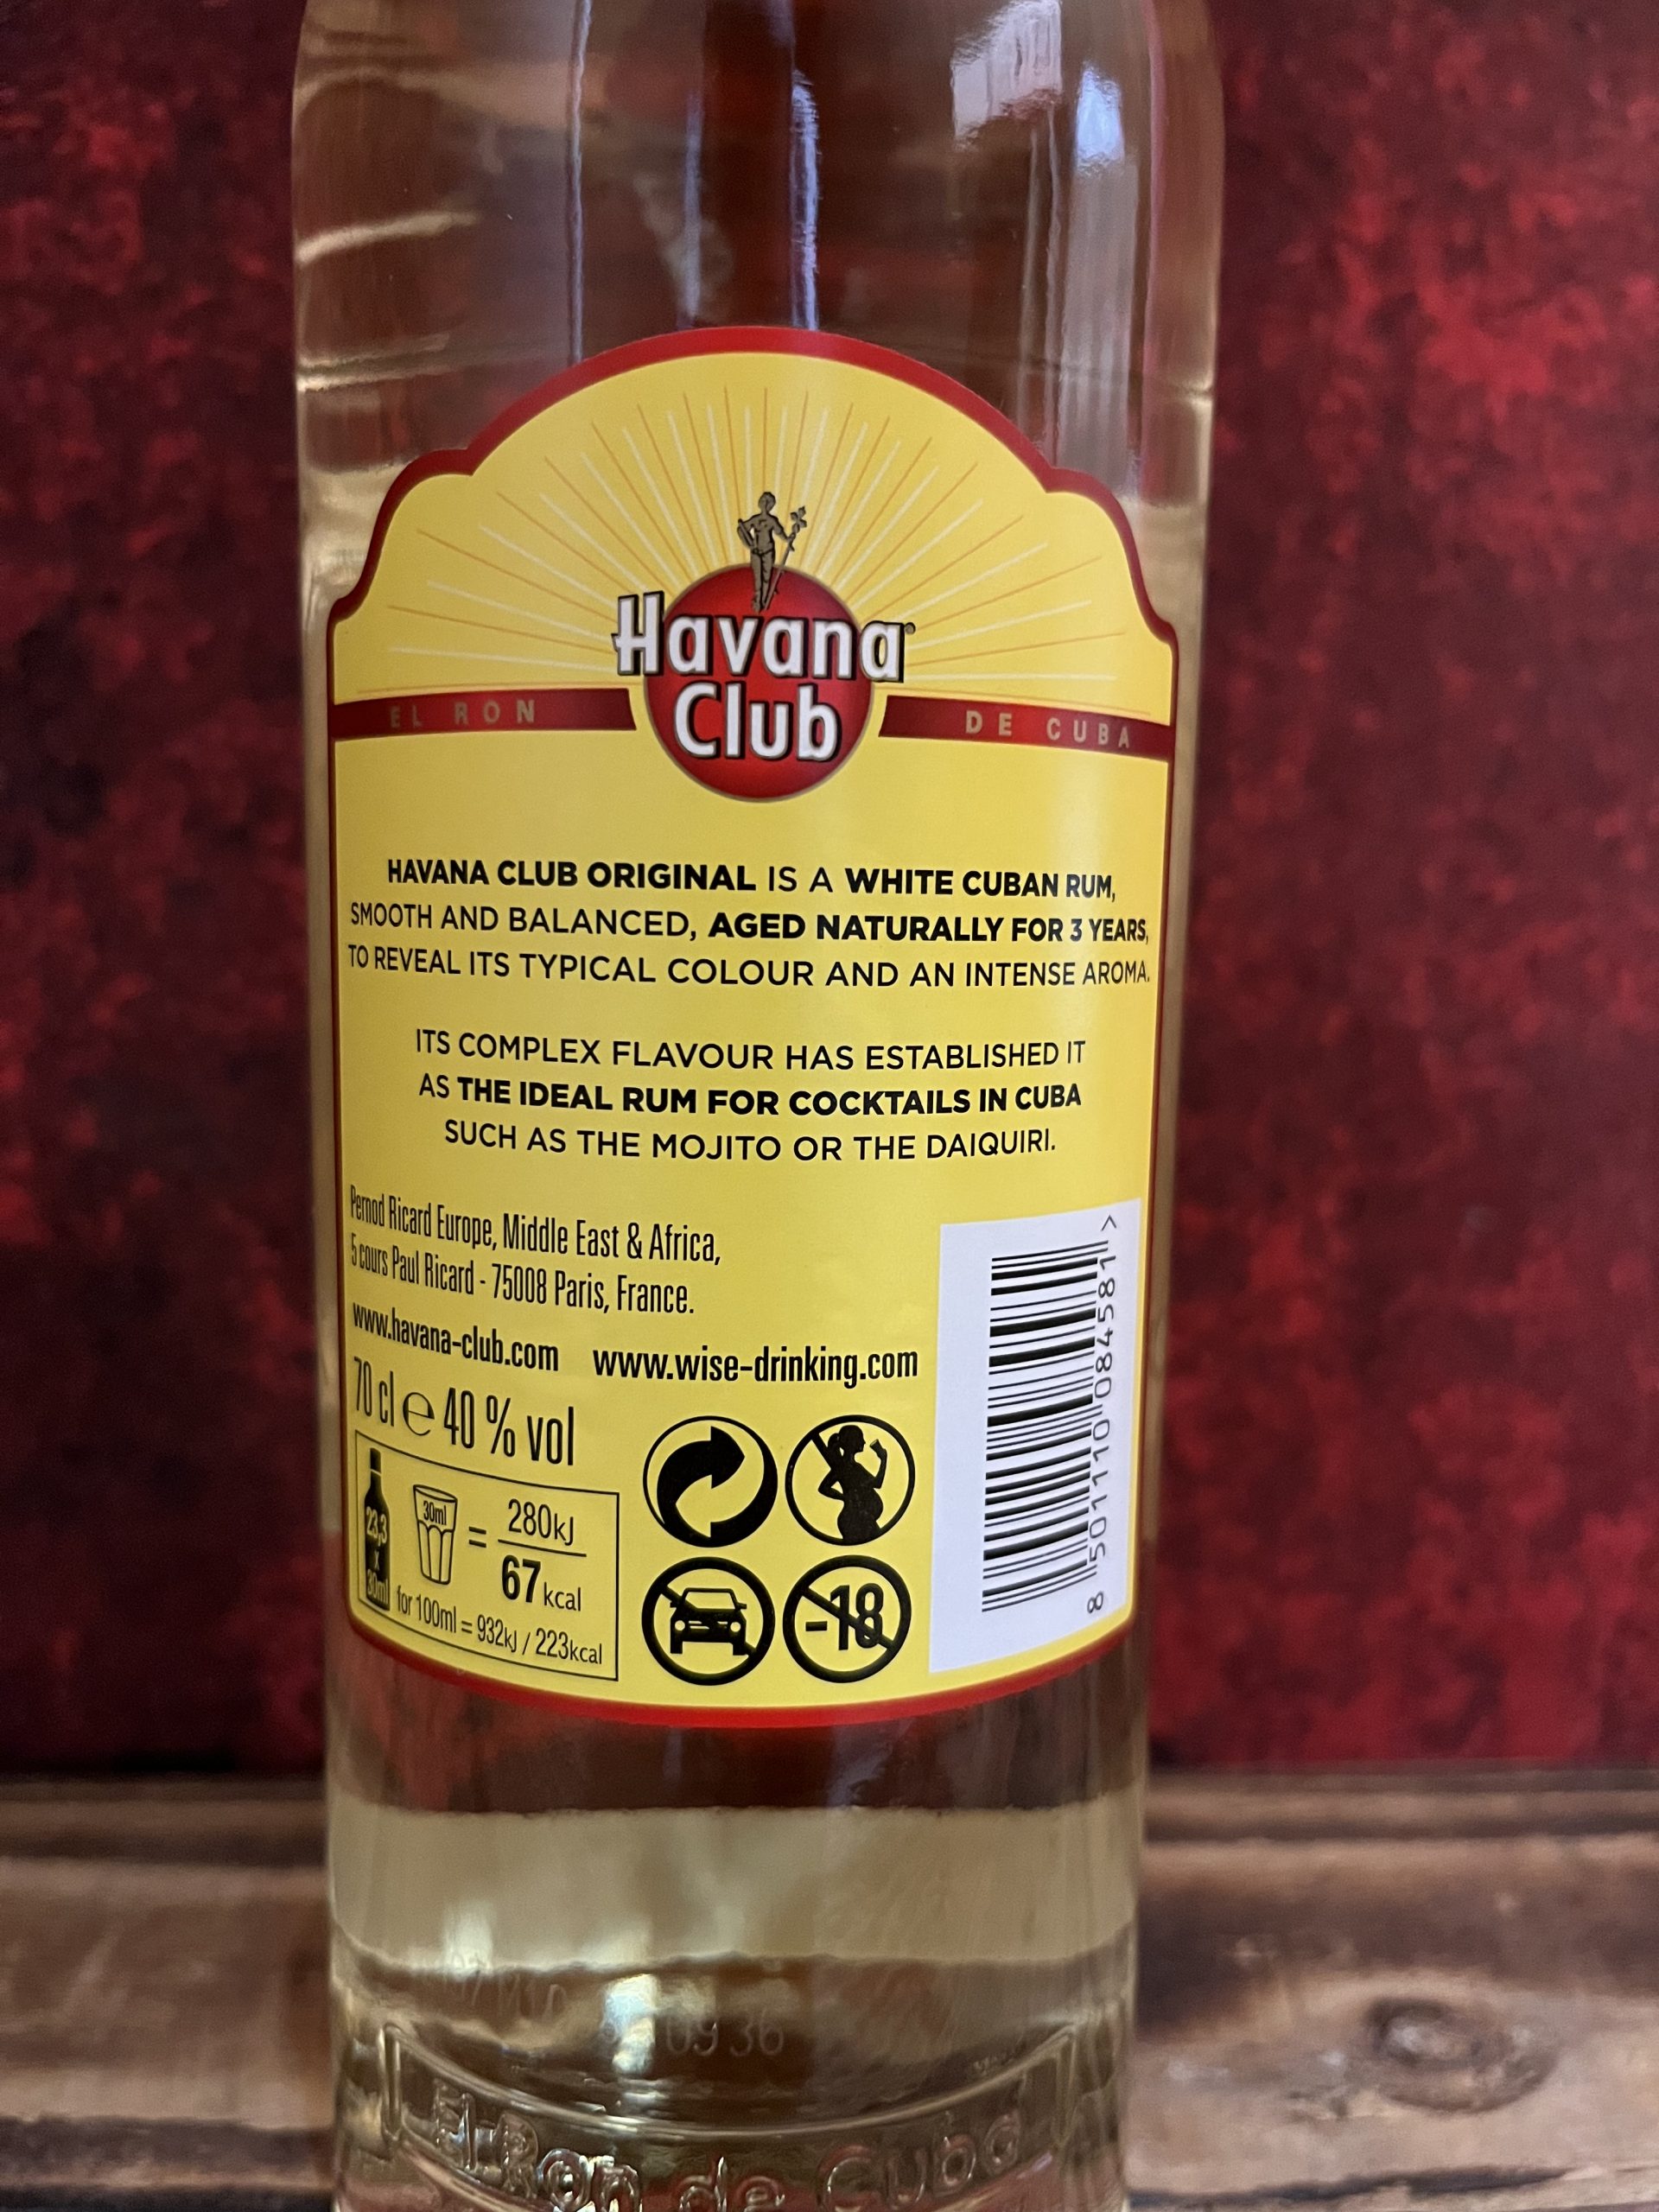 Havana®
Club
EL RON DE CUBA
HAVANA CLUB ORIGINAL IS A WHITE CUBAN RUM,
SMOOTH AND BALANCED, AGED NATURALLY FOR 3 YEARS,
TO REVEAL ITS TYPICAL COLOUR AND AN INTENSE AROMA.
ITS COMPLEX FLAVOUR HAS ESTABLISHED IT
AS THE IDEAL RUM FOR COCKTAILS IN CUBA
SUCH AS THE MOJITO OR THE DAIQUIRI.
Pernod Ricard Europe, Middle East & Africa,
5 cours Paul Ricard - 75008 Paris, France.
www.havana-club.com www.wise-drinking.com
70 cl ℮ 40 % vol
23,3
x
30ml
30ml
=
280kJ
67kcal
for 100ml = 932kJ / 223kcal
-18
8 501110 084581 >
0936
El Ron de Cuba